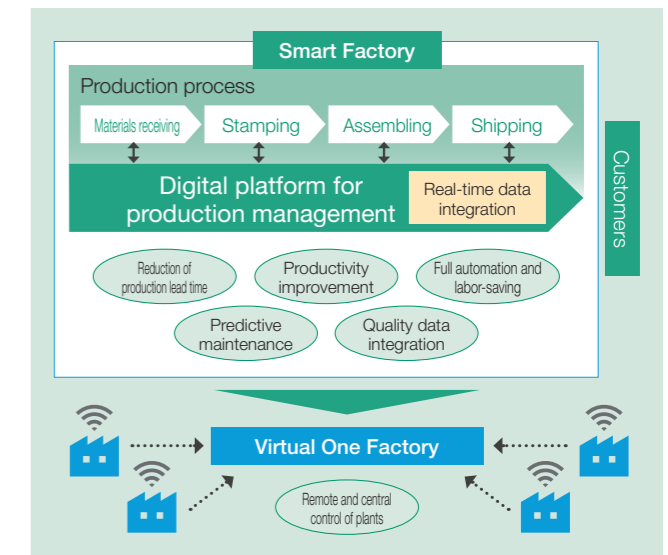 Smart Factory
Production process
Materials receiving
Stamping
Assembling
Shipping
Digital platform for
production management
Real-time data
integration
Customers
Reduction of
production lead time
Productivity
improvement
Full automation and
labor-saving
Predictive
maintenance
Quality data
integration
Virtual One Factory
Remote and central
control of plants